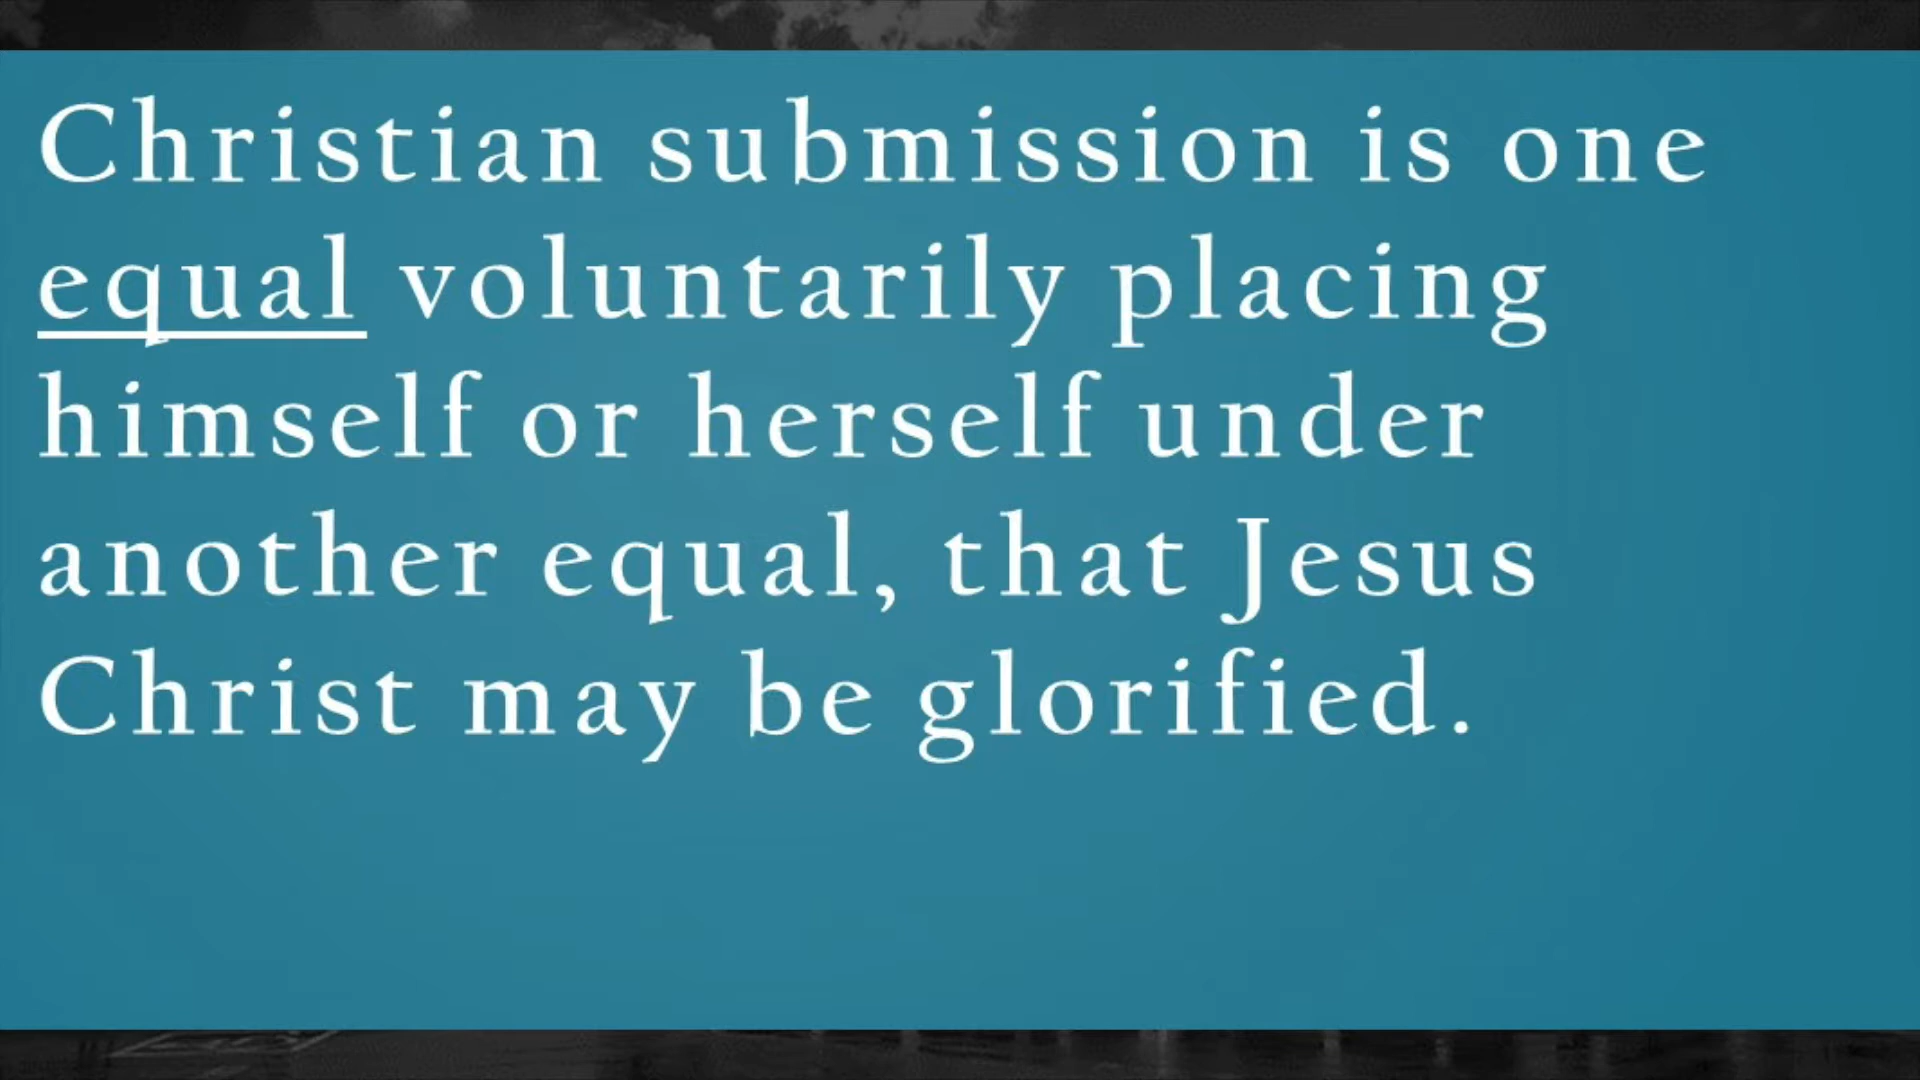 Christian submission is one
equal voluntarily placing
himself or herself under
another equal, that Jesus
Christ may be glorified.